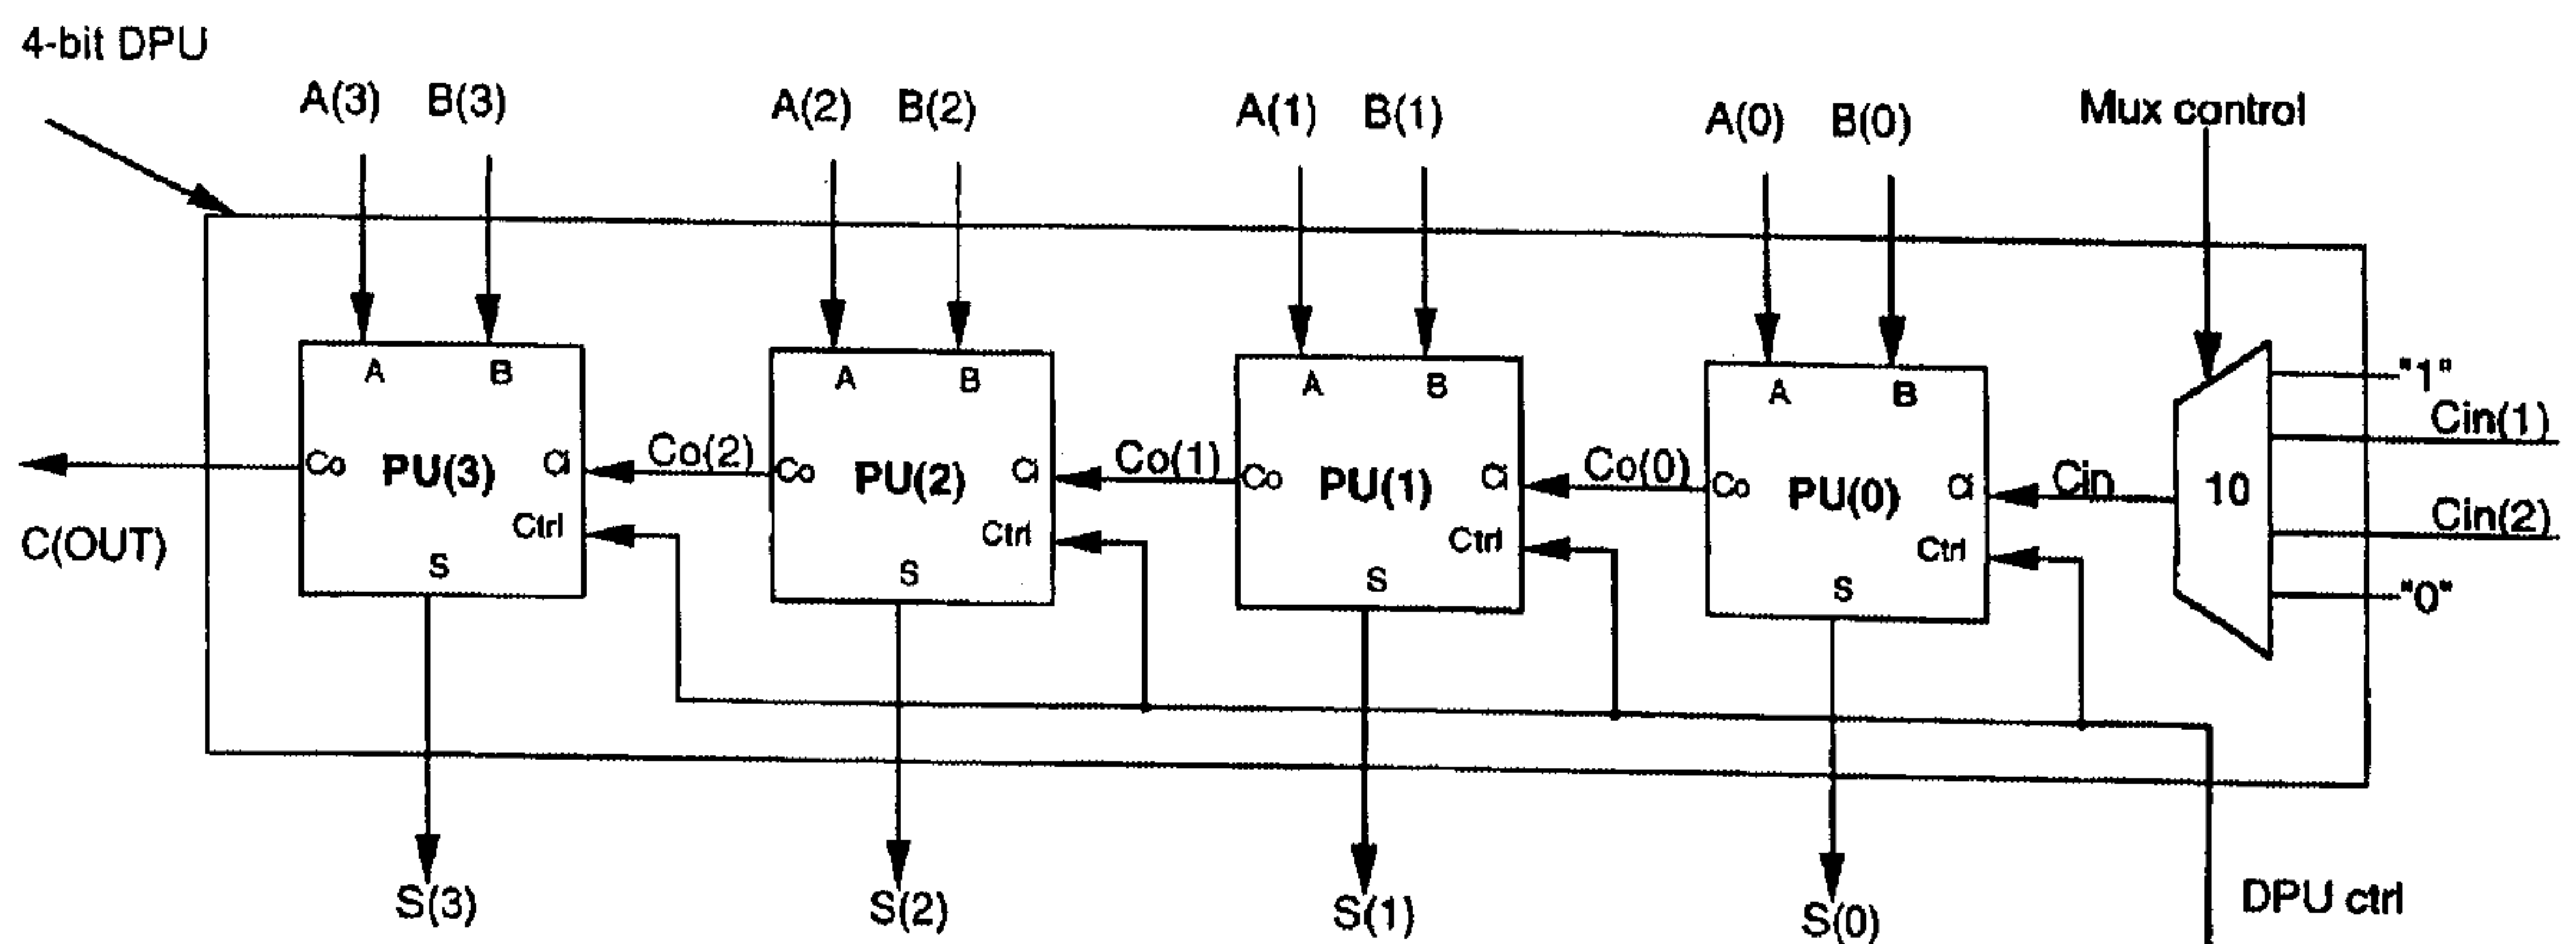 4-bit DPU
A(3) B(3) A(2) B(2) A(1) B(1) A(0) B(0) Mux control
A B A B A B A B "1"
Cin(1)
Co PU(3) Ci Co(2) Co PU(2) Ci Co(1) Co PU(1) Ci Co(0) Co PU(0) Ci Cin 10
Cin(2)
C(OUT) Ctrl Ctrl Ctrl Ctrl
S S S S "0"
S(3) S(2) S(1) S(0) DPU ctrl